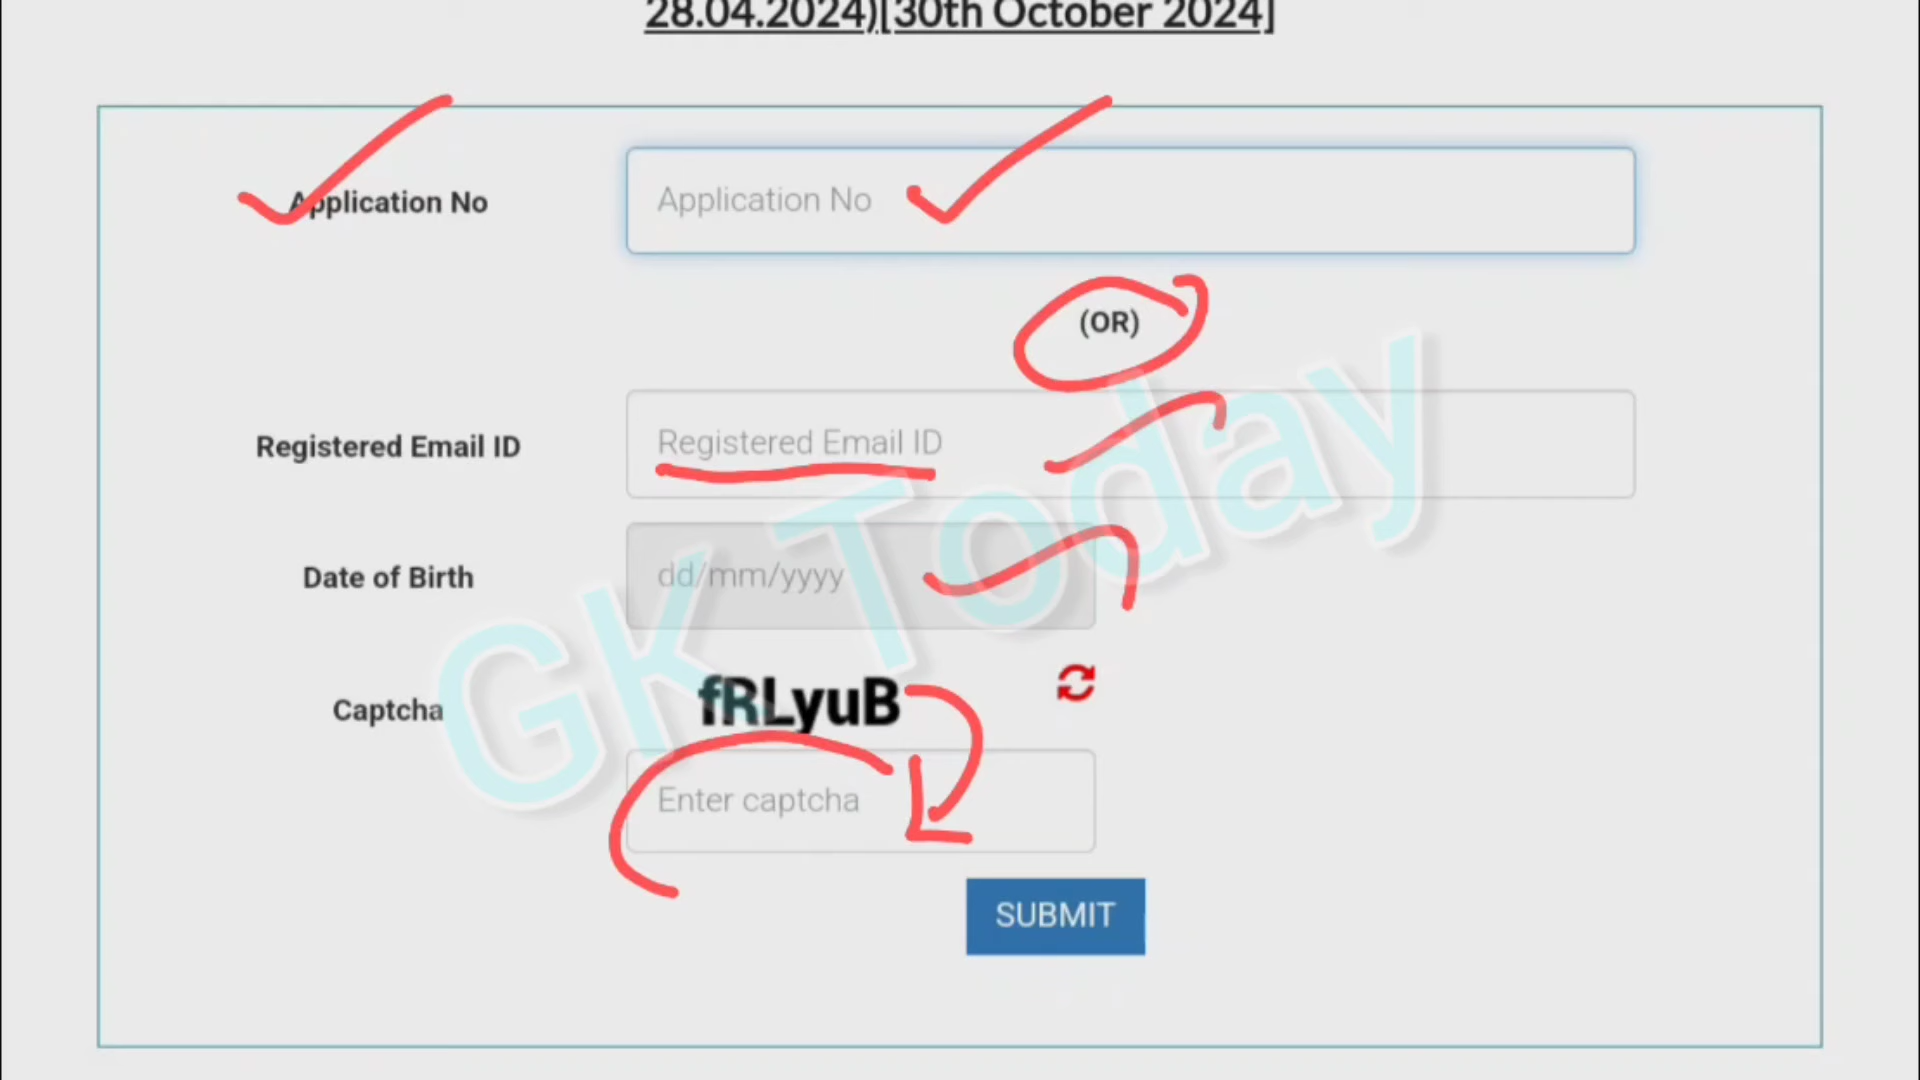 28.04.2024)[30th October 2024]
Application No
Application No
(OR)
Registered Email ID
Registered Email ID
Date of Birth
dd/mm/yyyy
Captcha
fRLyuB
Enter captcha
SUBMIT
GK Today